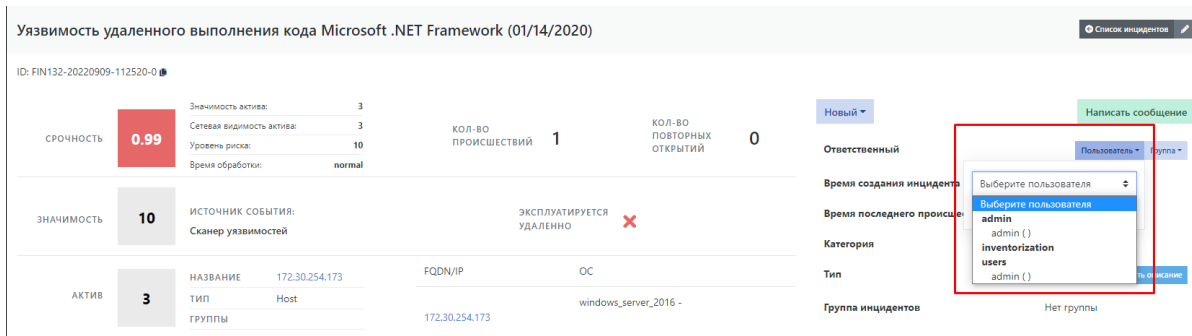 Уязвимость удаленного выполнения кода Microsoft .NET Framework (01/14/2020)
Список инцидентов
ID: FIN132-20220909-112520-0
СРОЧНОСТЬ
0.99
Значимость актива: 3
Сетевая видимость актива: 3
Уровень риска: 10
Время обработки: normal
КОЛ-ВО
ПРОИСШЕСТВИЙ
1
КОЛ-ВО
ПОВТОРНЫХ
ОТКРЫТИЙ
0
ЗНАЧИМОСТЬ
10
ИСТОЧНИК СОБЫТИЯ:
Сканер уязвимостей
ЭКСПЛУАТИРУЕТСЯ
УДАЛЕННО
АКТИВ
3
НАЗВАНИЕ 172.30.254.173
ТИП Host
ГРУППЫ
FQDN/IP
172.30.254.173
ОС
windows_server_2016 -
Новый
Написать сообщение
Ответственный
Пользователь
Группа
Время создания инцидента
Выберите пользователя
Выберите пользователя
admin
admin ( )
inventorization
users
admin ( )
Время последнего происше
Категория
Тип
ть описание
Группа инцидентов
Нет группы